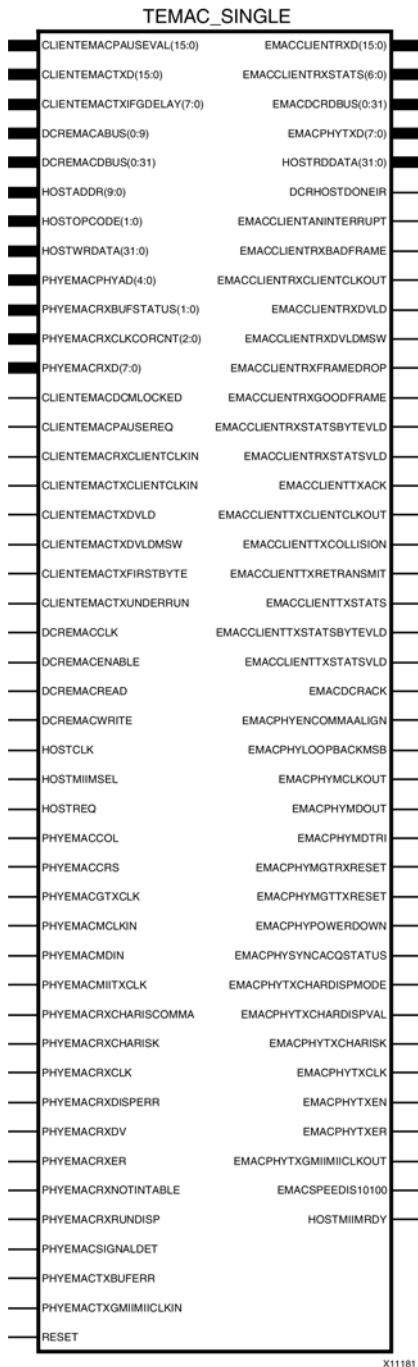 TEMAC_SINGLE
CLIENTEMACPAUSEVAL(15:0) EMACCLIENTRXD(15:0)
CLIENTEMACTXD(15:0) EMACCLIENTRXSTATS(6:0)
CLIENTEMACTXIFGDELAY(7:0) EMACDCRDBUS(0:31)
DCREMACABUS(0:9) EMACPHYTXD(7:0)
DCREMACDBUS(0:31) HOSTRDDATA(31:0)
HOSTADDR(9:0) DCRHOSTDONEIR
HOSTOPCODE(1:0) EMACCLIENTANINTERRUPT
HOSTWRDATA(31:0) EMACCLIENTRXBADFRAME
PHYEMACPHYAD(4:0) EMACCLIENTRXCLIENTCLKOUT
PHYEMACRXBUFSTATUS(1:0) EMACCLIENTRXDVLD
PHYEMACRXCLKCORCNT(2:0) EMACCLIENTRXDVLDMSW
PHYEMACRXD(7:0) EMACCLIENTRXFRAMEDROP
CLIENTEMACDCMLOCKED EMACCLIENTRXGOODFRAME
CLIENTEMACPAUSEREQ EMACCLIENTRXSTATSBYTEVLD
CLIENTEMACRXCLIENTCLKIN EMACCLIENTRXSTATSVLD
CLIENTEMACTXCLIENTCLKIN EMACCLIENTTXACK
CLIENTEMACTXDVLD EMACCLIENTTXCLIENTCLKOUT
CLIENTEMACTXDVLDMSW EMACCLIENTTXCOLLISION
CLIENTEMACTXFIRSTBYTE EMACCLIENTTXRETRANSMIT
CLIENTEMACTXUNDERRUN EMACCLIENTTXSTATS
DCREMACCLK EMACCLIENTTXSTATSBYTEVLD
DCREMACENABLE EMACCLIENTTXSTATSVLD
DCREMACREAD EMACDCRACK
DCREMACWRITE EMACPHYENCOMMAALIGN
HOSTCLK EMACPHYLOOPBACKMSB
HOSTMIIMSEL EMACPHYMCLKOUT
HOSTREQ EMACPHYMDOUT
PHYEMACCOL EMACPHYMDTRI
PHYEMACCRS EMACPHYMGTRXRESET
PHYEMACGTXCLK EMACPHYMGTTXRESET
PHYEMACMCLKIN EMACPHYPOWERDOWN
PHYEMACMDIN EMACPHYSYNCACQSTATUS
PHYEMACMIITXCLK EMACPHYTXCHARDISPMODE
PHYEMACRXCHARISCOMMA EMACPHYTXCHARDISPVAL
PHYEMACRXCHARISK EMACPHYTXCHARISK
PHYEMACRXCLK EMACPHYTXCLK
PHYEMACRXDISPERR EMACPHYTXEN
PHYEMACRXDV EMACPHYTXER
PHYEMACRXER EMACPHYTXGMIIMIICLKOUT
PHYEMACRXNOTINTABLE EMACSPEEDIS10100
PHYEMACRXRUNDISP HOSTMIIMRDY
PHYEMACSIGNALDET
PHYEMACTXBUFERR
PHYEMACTXGMIIMIICLKIN
RESET
X11181